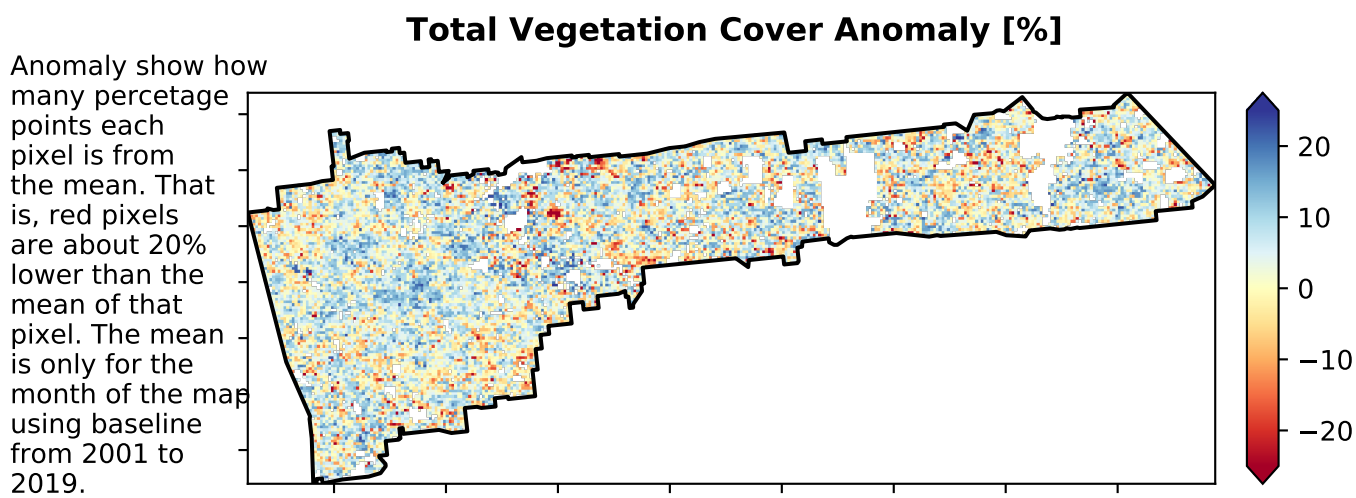 Total Vegetation Cover Anomaly [%]
Anomaly show how
many percetage
points each
pixel is from
the mean. That
is, red pixels
are about 20%
lower than the
mean of that
pixel. The mean
is only for the
month of the map
using baseline
from 2001 to
2019.
20
10
0
−10
−20